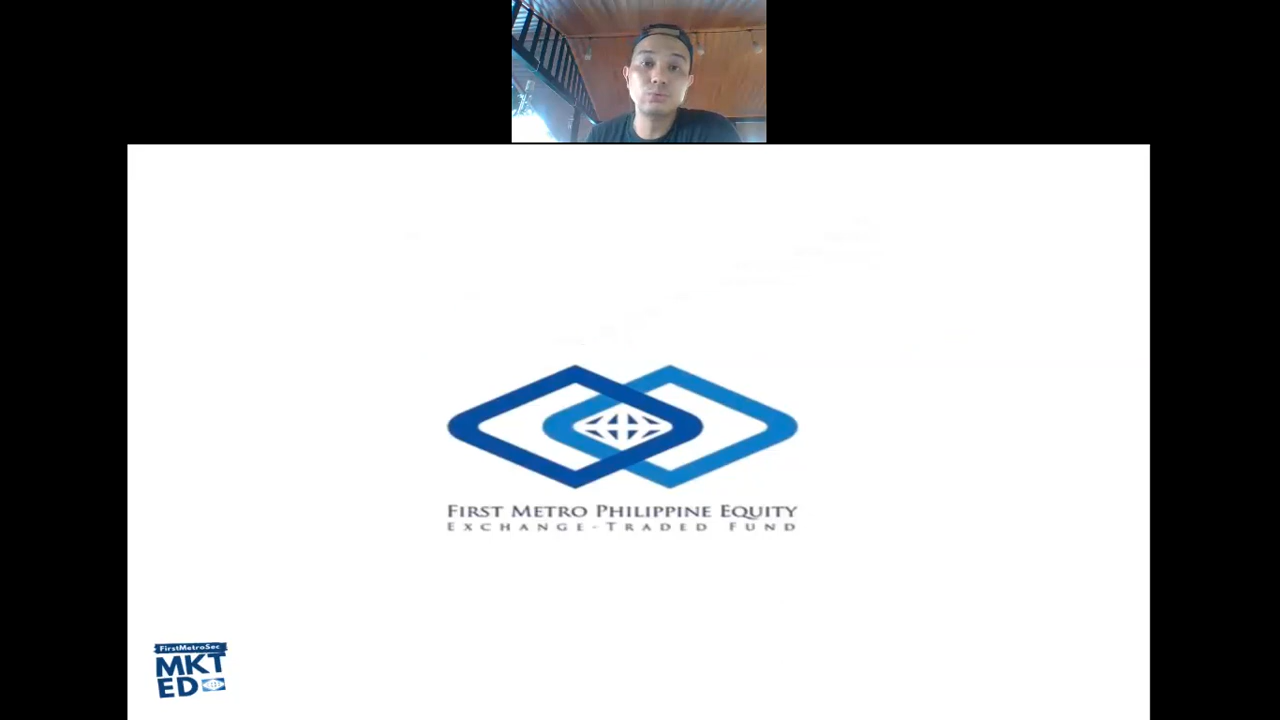 First Metro Philippine Equity
Exchange-Traded Fund
FirstMetroSec
MKT
ED